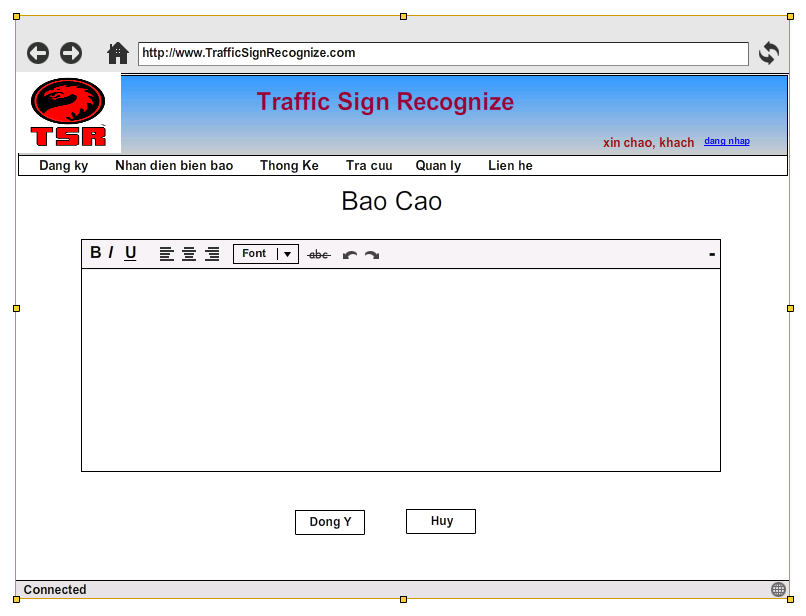 http://www.TrafficSignRecognize.com
TSR
Traffic Sign Recognize
xin chao, khach dang nhap
Dang ky Nhan dien bien bao Thong Ke Tra cuu Quan ly Lien he
Bao Cao
B I U Font abc
Dong Y Huy
Connected